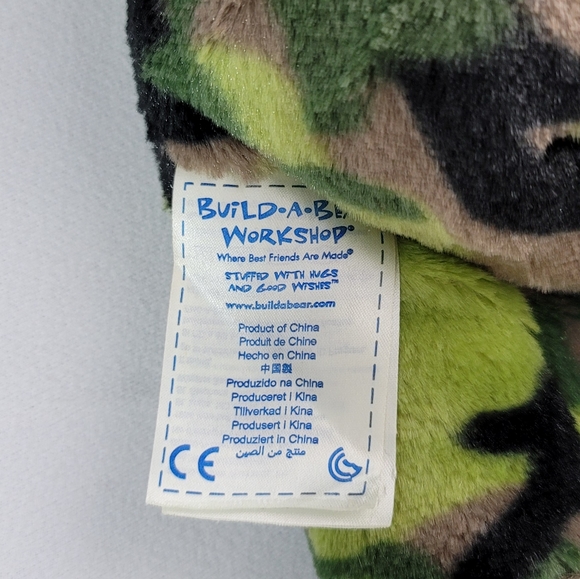 BUILD-A-BEA
WORKSHOP®
Where Best Friends Are Made®
STUFFED WITH HUGS
AND GOOD WISHES™
www.buildabear.com
Product of China
Produit de Chine
Hecho en China
中国製
Produzido na China
Produceret i Kina
Tillverkad i Kina
Produsert i Kina
Produziert in China
منتج من الصين
CE